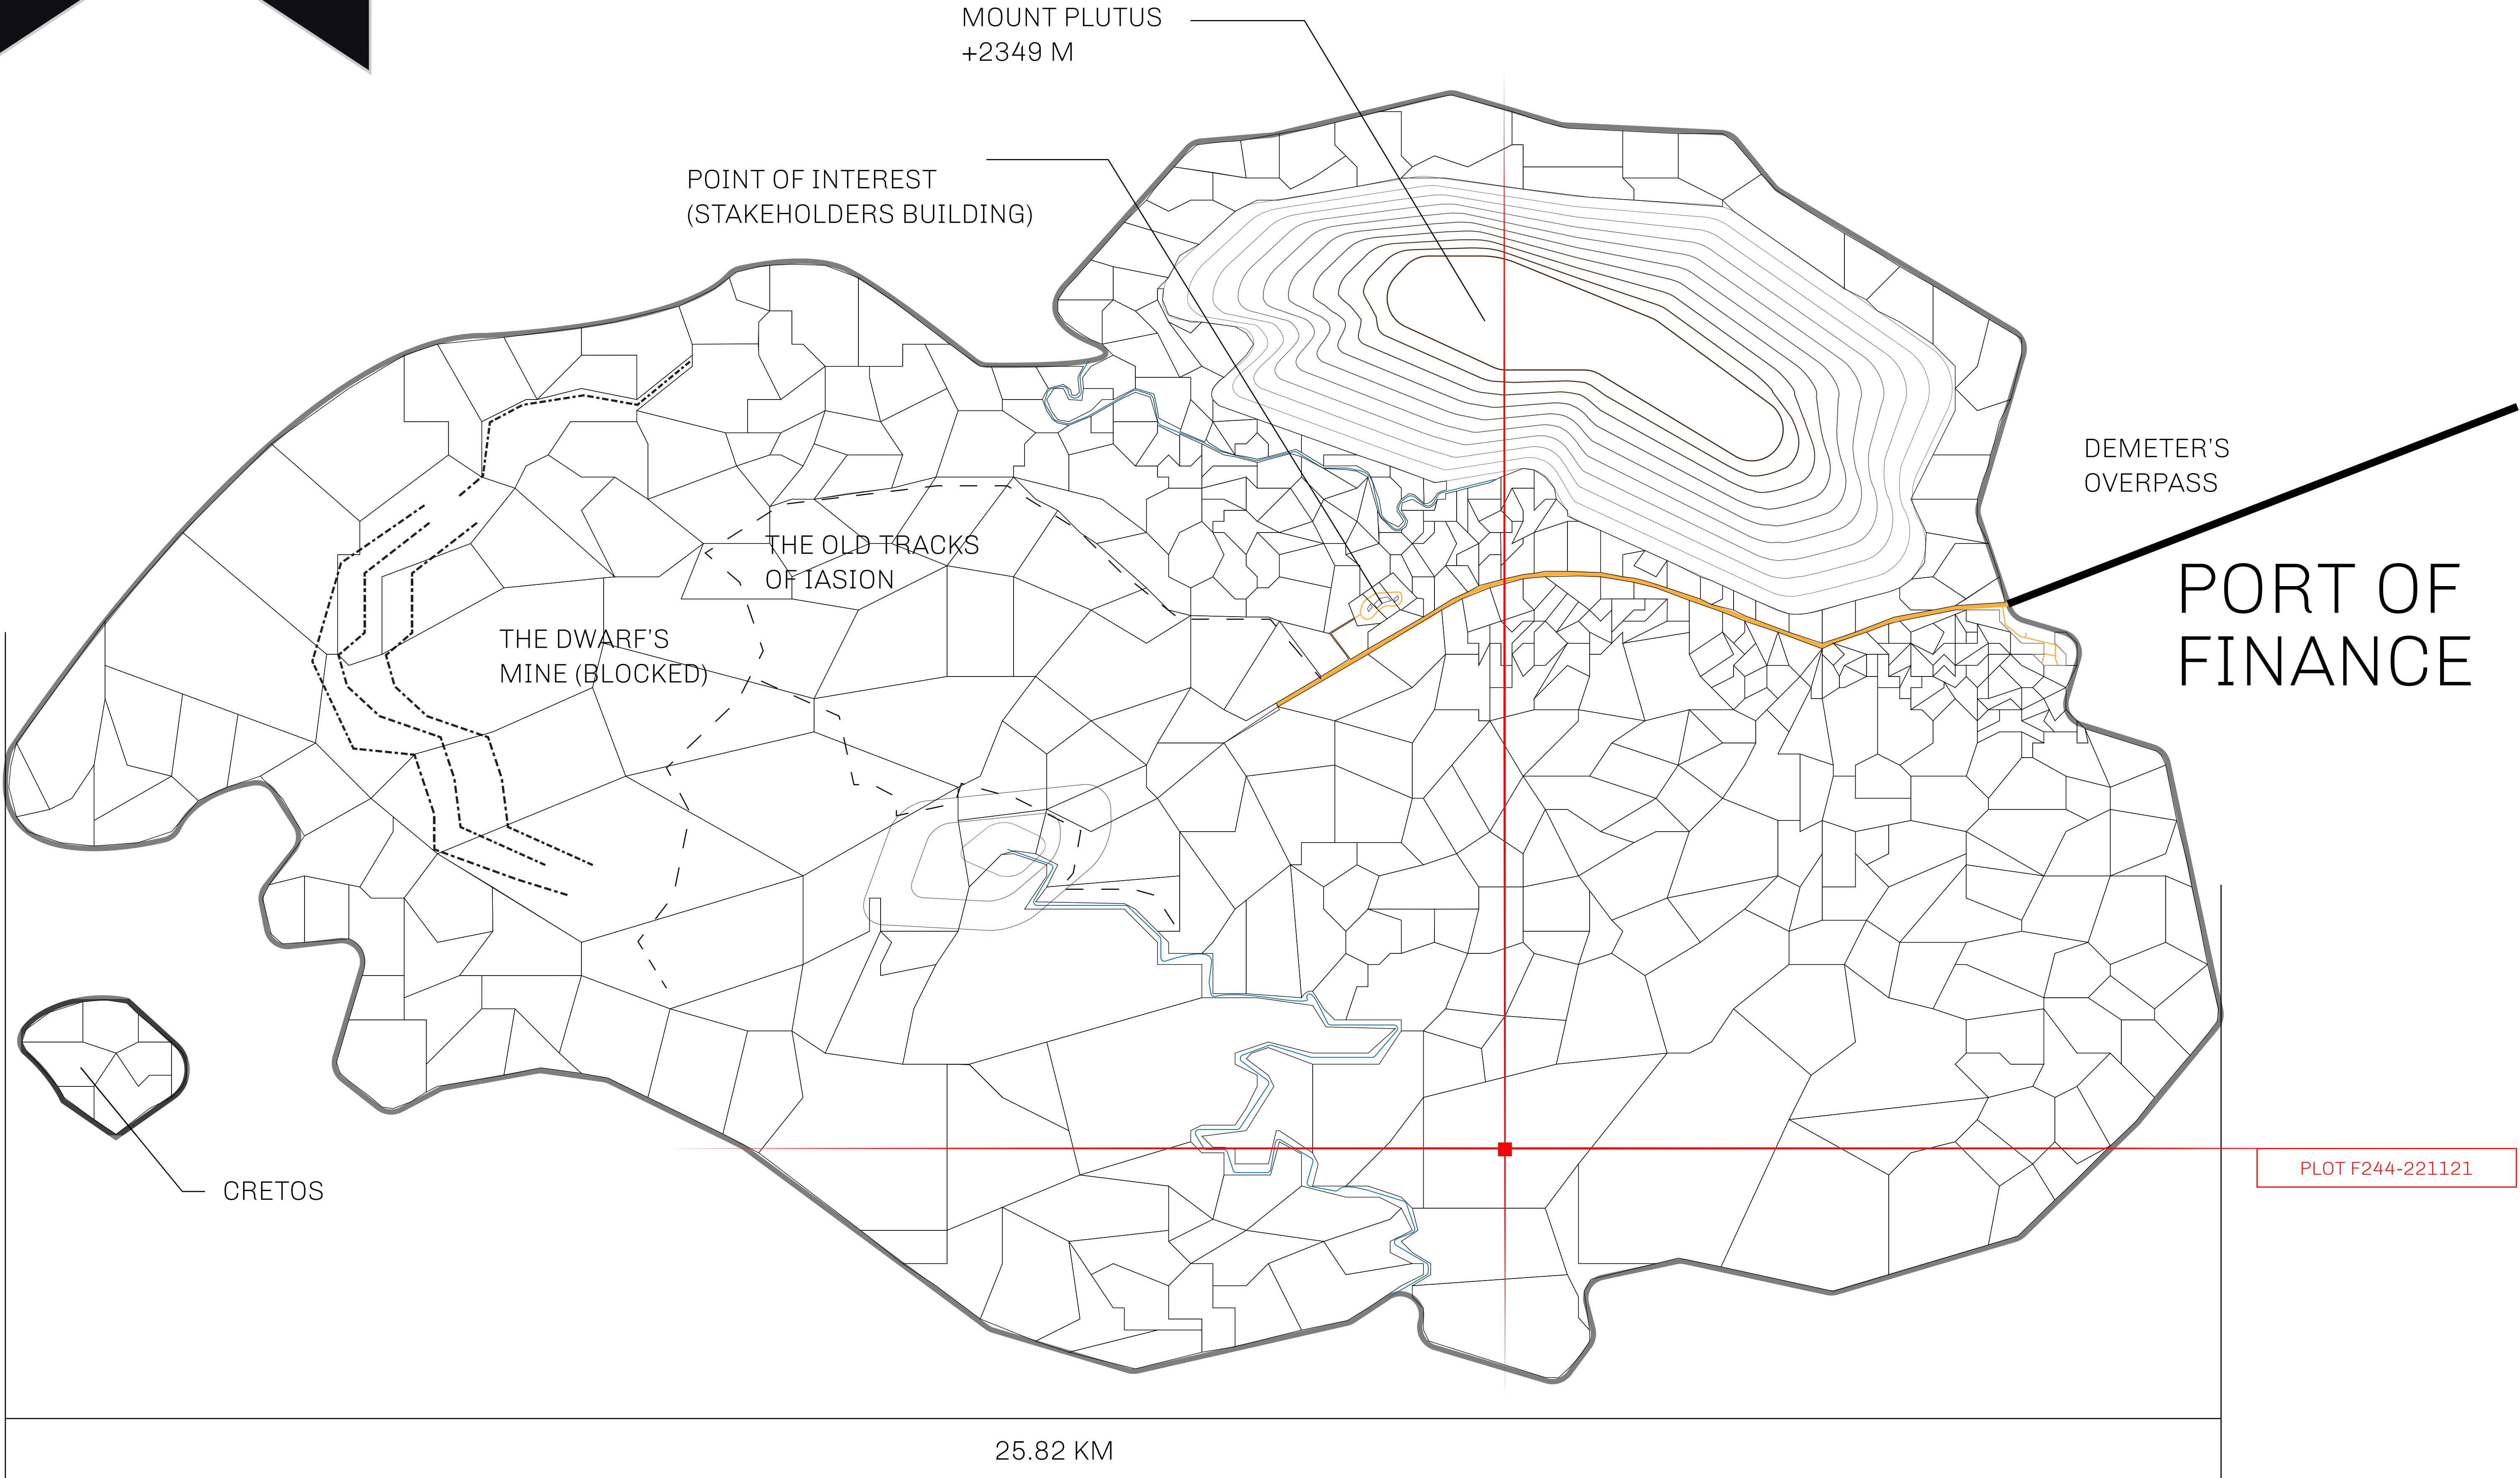 MOUNT PLUTUS
+2349 M
POINT OF INTEREST
(STAKEHOLDERS BUILDING)
DEMETER'S
OVERPASS
PORT OF
FINANCE
THE OLD TRACKS
OF IASION
THE DWARF'S
MINE (BLOCKED)
CRETOS
PLOT F244-221121
25.82 KM